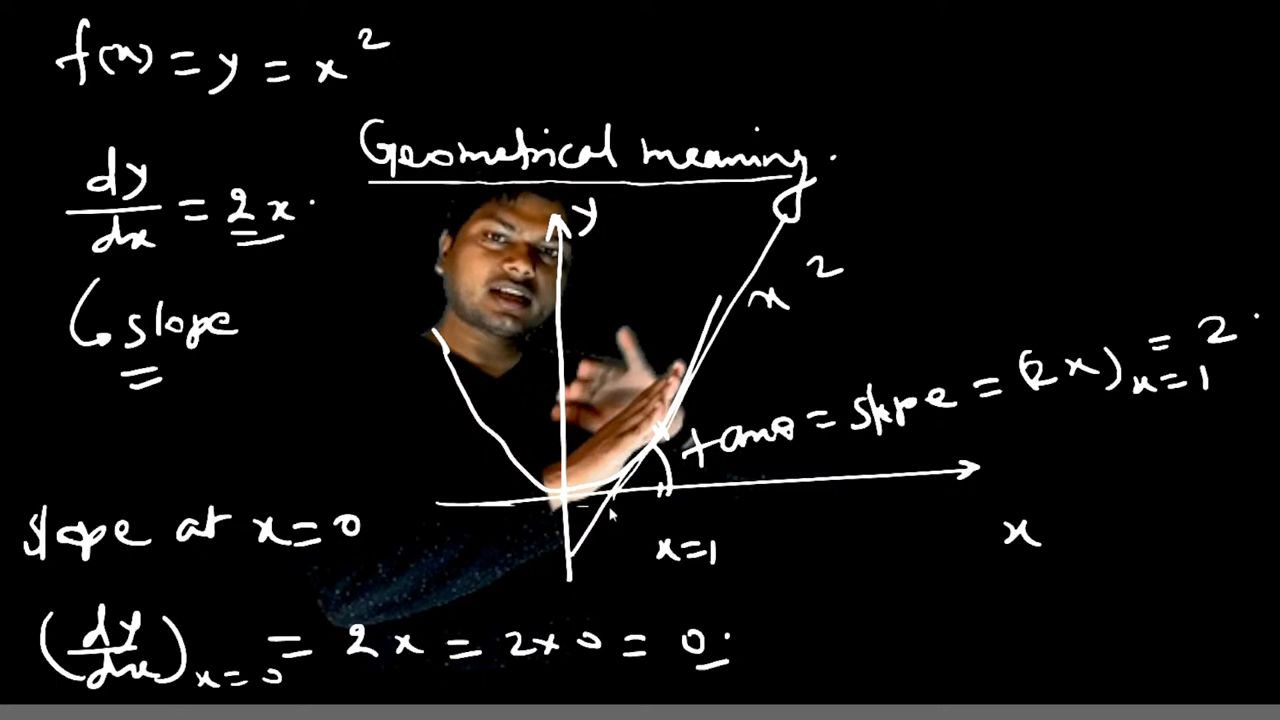 f(x) = y = x²
Geometrical meaning.
dy/dx = 2x.
slope
y
x²
tanθ = slope = (2x)ₓ₌₁ = 2.
slope at x=0
x=1
x
(dy/dx)ₓ₌₀ = 2x = 2×0 = 0.